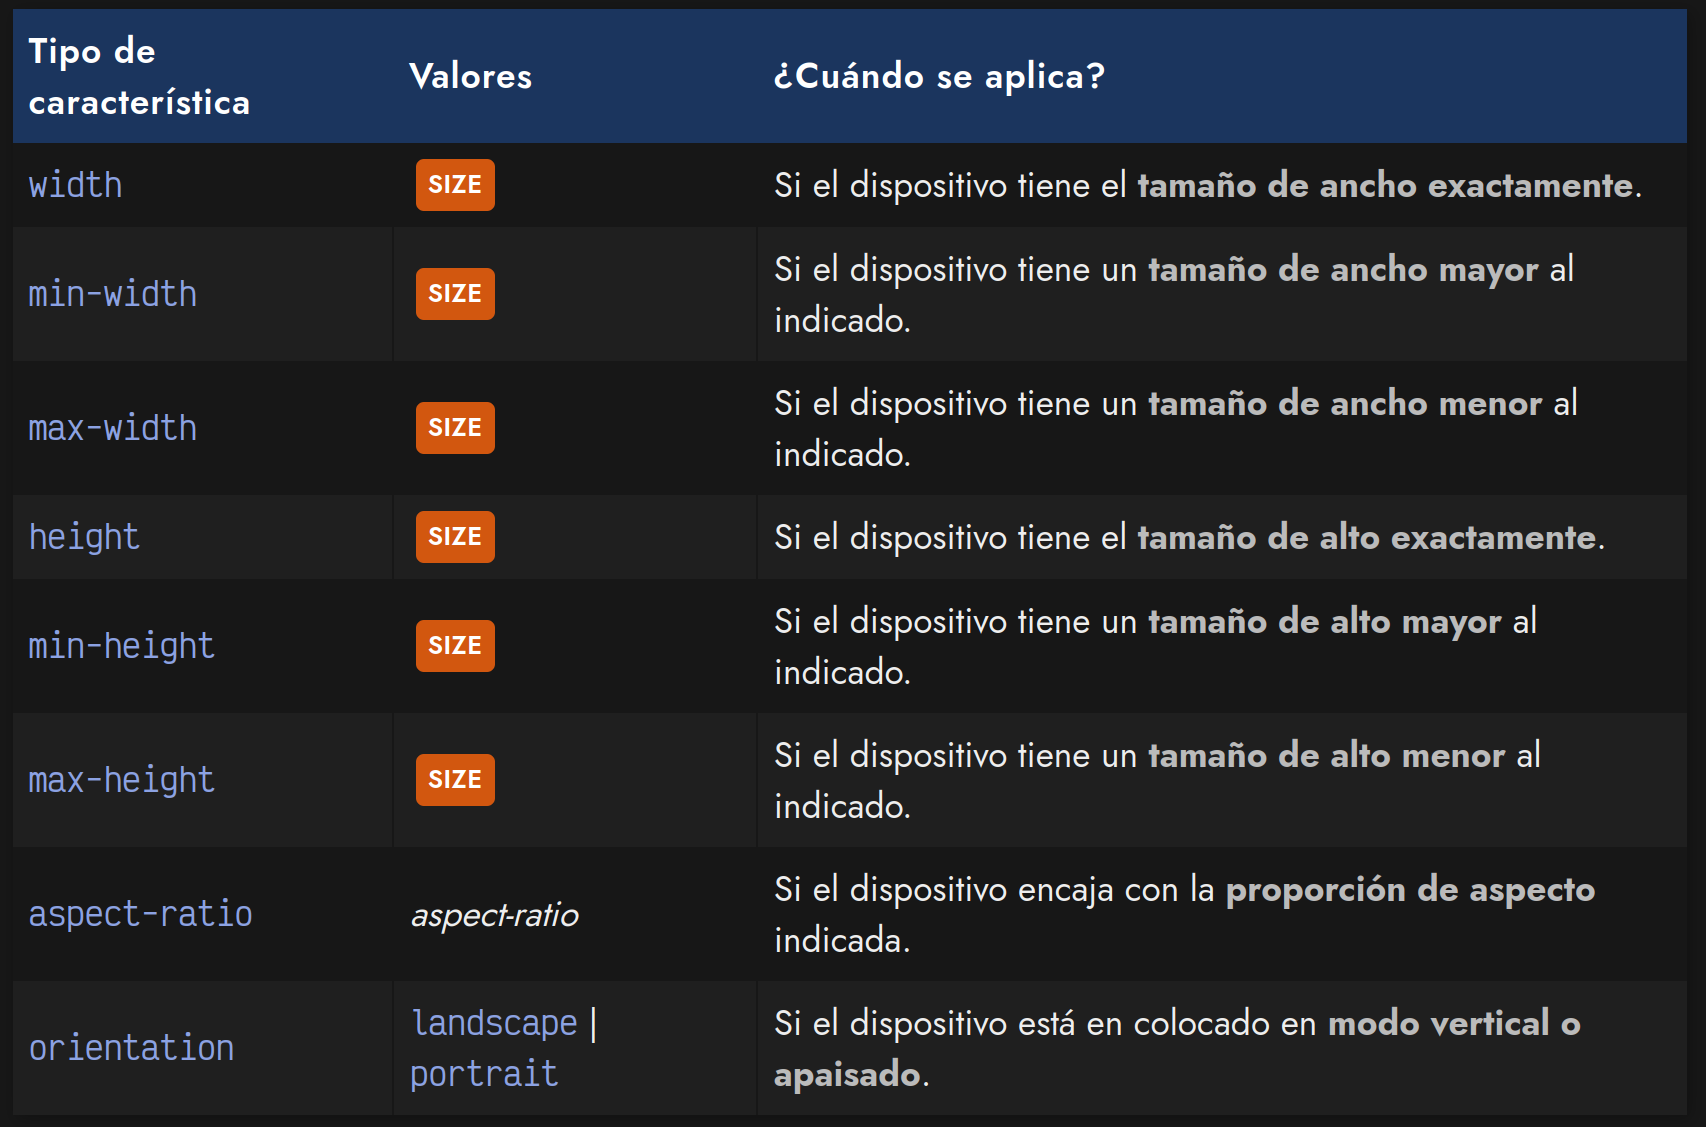 Tipo de
característica
Valores
¿Cuándo se aplica?
width
SIZE
Si el dispositivo tiene el tamaño de ancho exactamente.
min-width
SIZE
Si el dispositivo tiene un tamaño de ancho mayor al
indicado.
max-width
SIZE
Si el dispositivo tiene un tamaño de ancho menor al
indicado.
height
SIZE
Si el dispositivo tiene el tamaño de alto exactamente.
min-height
SIZE
Si el dispositivo tiene un tamaño de alto mayor al
indicado.
max-height
SIZE
Si el dispositivo tiene un tamaño de alto menor al
indicado.
aspect-ratio
aspect-ratio
Si el dispositivo encaja con la proporción de aspecto
indicada.
orientation
landscape |
portrait
Si el dispositivo está en colocado en modo vertical o
apaisado.